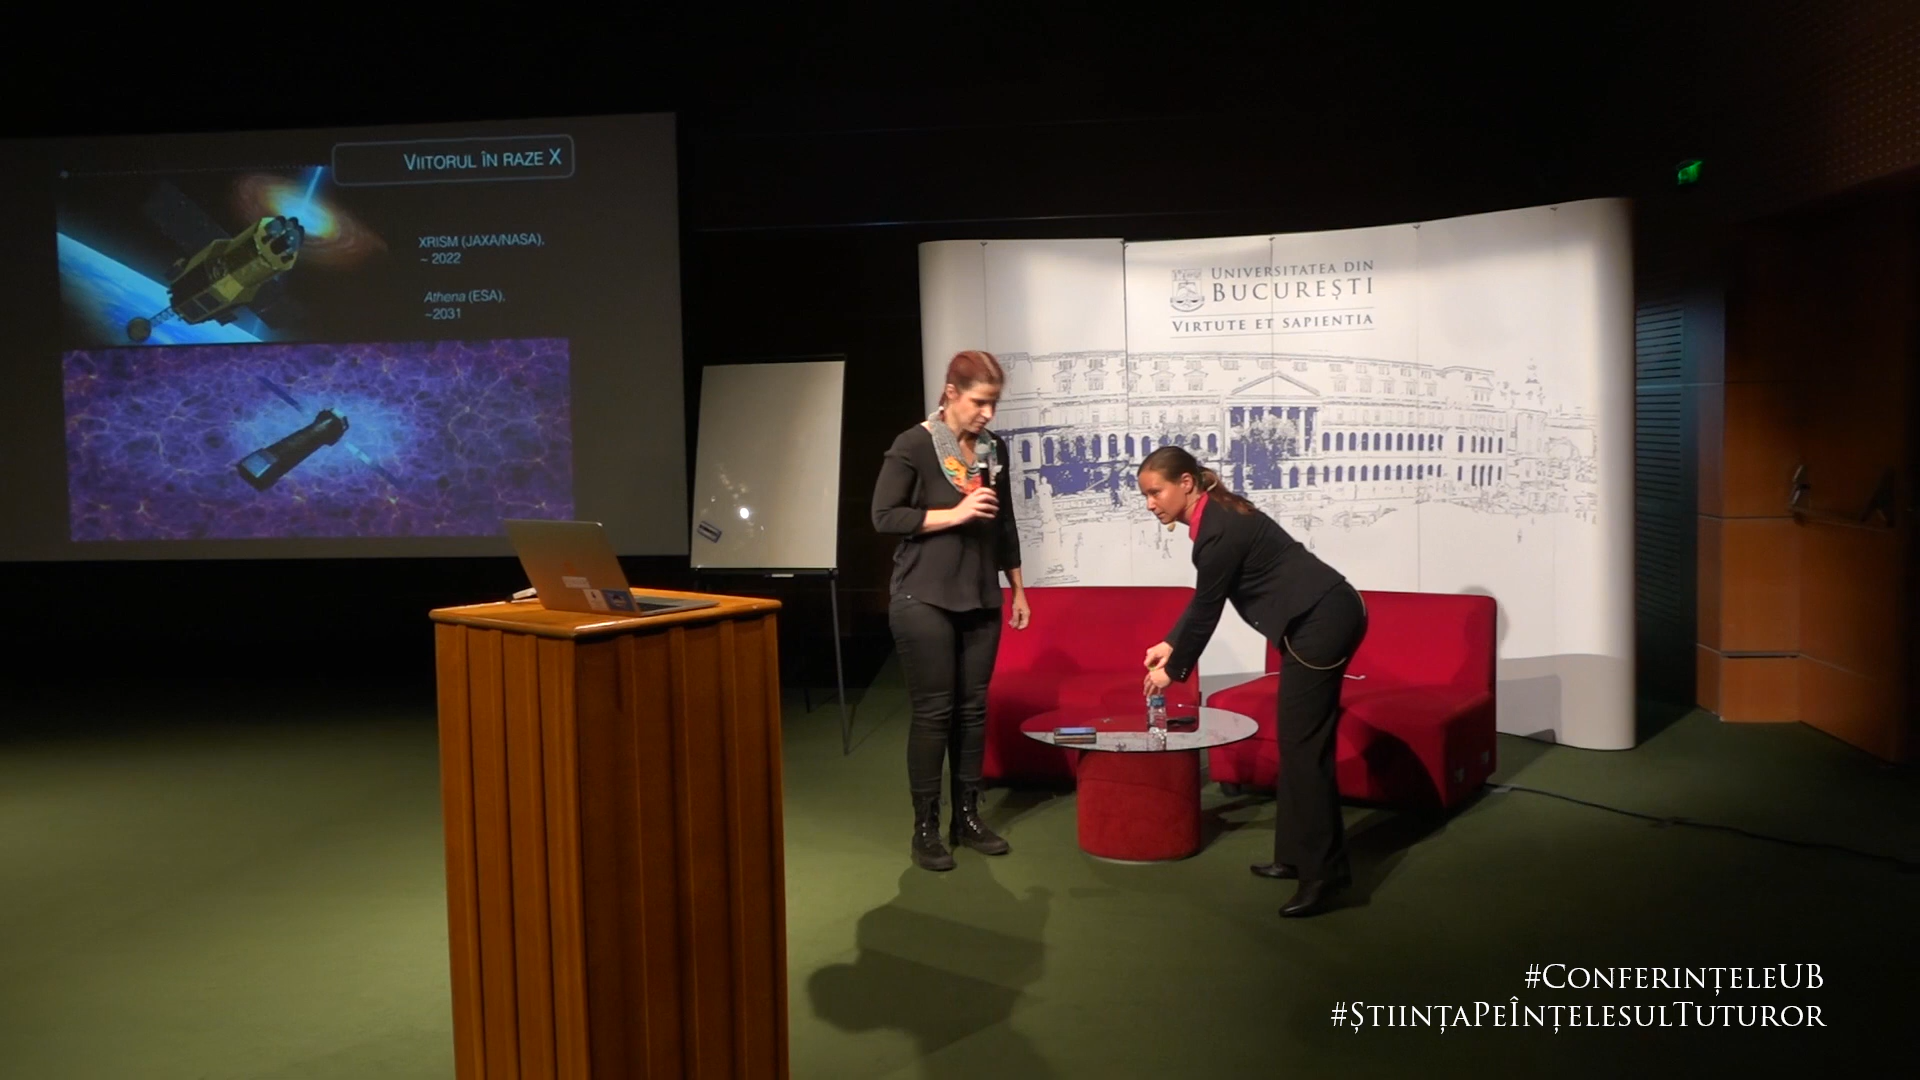 VIITORUL ÎN RAZE X
XRISM (JAXA/NASA),
~ 2022
Athena (ESA),
~2031
UNIVERSITATEA DIN
BUCUREȘTI
VIRTUTE ET SAPIENTIA
#CONFERINȚELEUB
#ȘTIINȚAPEÎNȚELESULTUTUROR